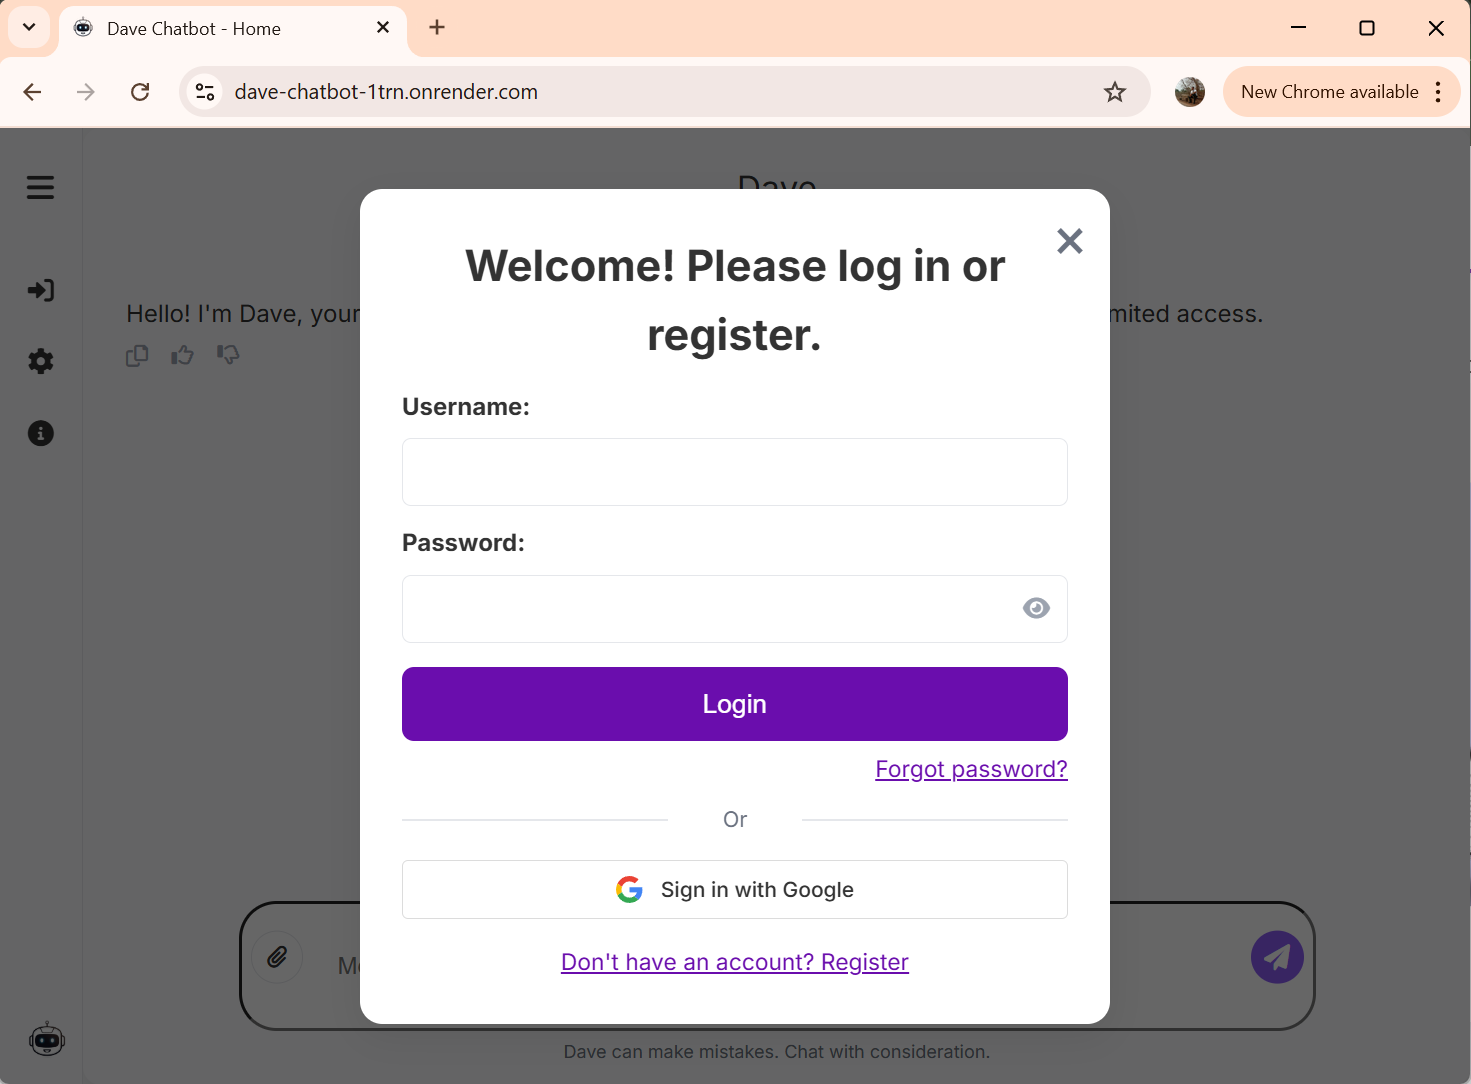 Dave Chatbot - Home
dave-chatbot-1trn.onrender.com
New Chrome available
Dave
Welcome! Please log in or
register.
Hello! I'm Dave, your
mited access.
Username:
Password:
Login
Forgot password?
Or
Sign in with Google
Don't have an account? Register
Dave can make mistakes. Chat with consideration.